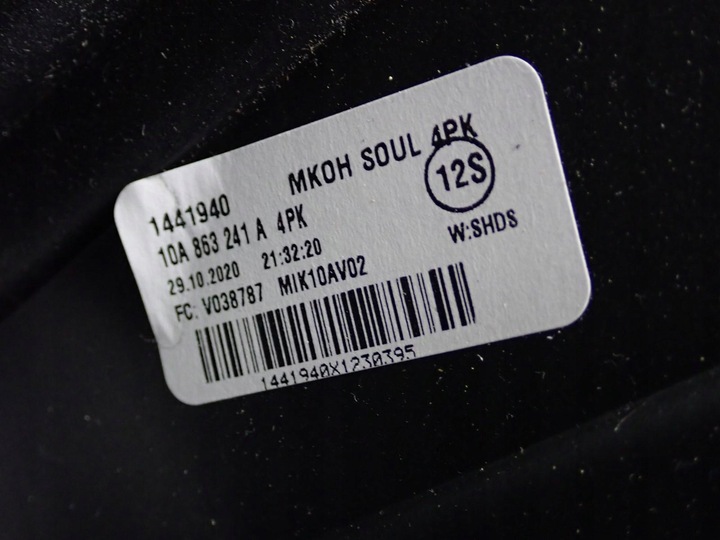 MKOH SOUL 4PK
12S
W:SHDS
1441940
10A 863 241 A 4PK
29.10.2020 21:32:20
FC: V038787 MIK10AV02
1441940X1230395